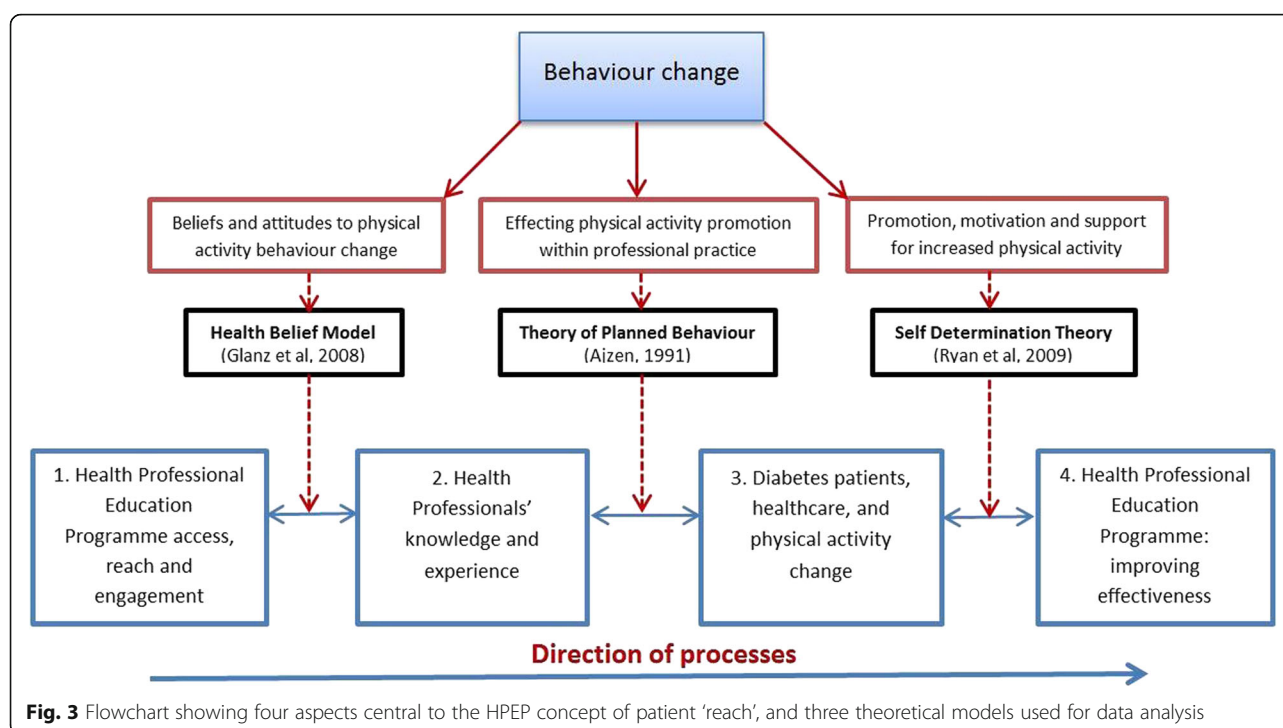 Behaviour change
Beliefs and attitudes to physical
activity behaviour change
Effecting physical activity promotion
within professional practice
Promotion, motivation and support
for increased physical activity
Health Belief Model
(Glanz et al, 2008)
Theory of Planned Behaviour
(Ajzen, 1991)
Self Determination Theory
(Ryan et al, 2009)
1. Health Professional
Education
Programme access,
reach and
engagement
2. Health
Professionals’
knowledge and
experience
3. Diabetes patients,
healthcare, and
physical activity
change
4. Health Professional
Education
Programme:
improving
effectiveness
Direction of processes
Fig. 3 Flowchart showing four aspects central to the HPEP concept of patient ‘reach’, and three theoretical models used for data analysis